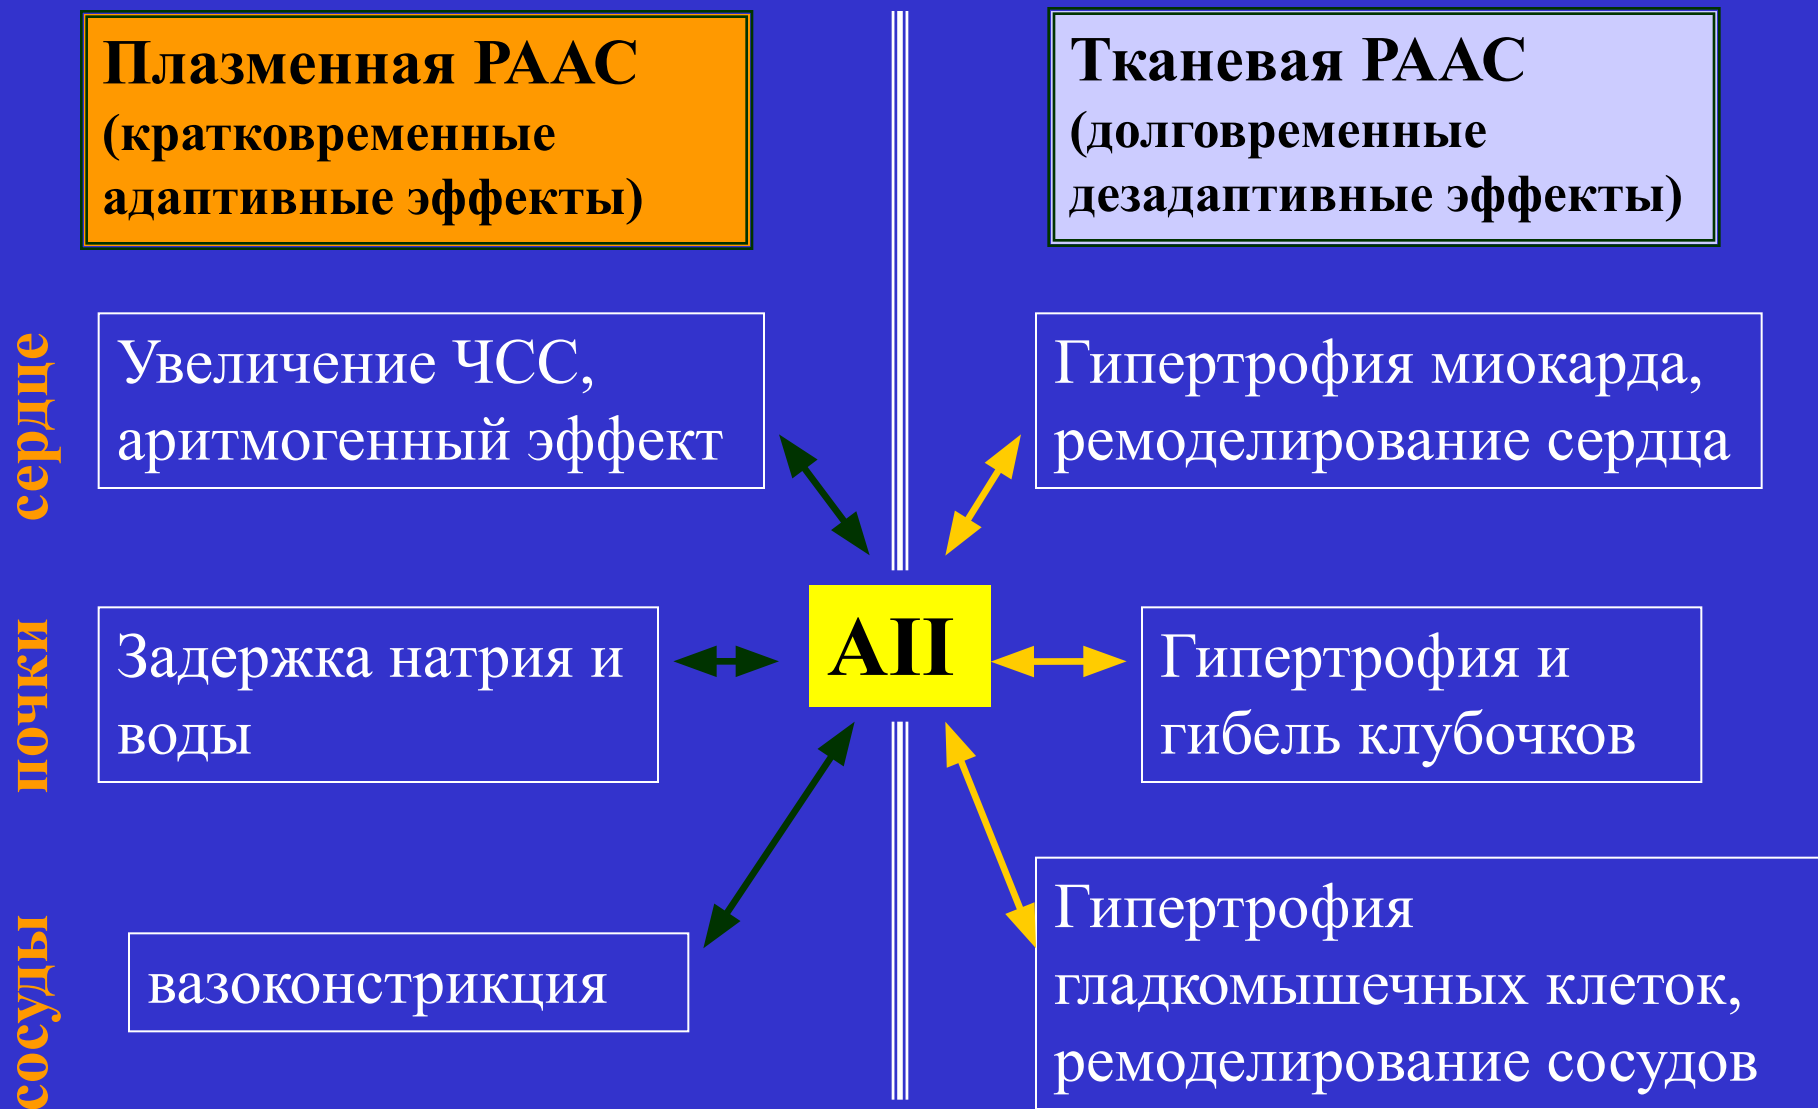 Плазменная РААС
(кратковременные
адаптивные эффекты)
Тканевая РААС
(долговременные
дезадаптивные эффекты)
сердце
Увеличение ЧСС,
аритмогенный эффект
Гипертрофия миокарда,
ремоделирование сердца
почки
Задержка натрия и
воды
АII
Гипертрофия и
гибель клубочков
сосуды
вазоконстрикция
Гипертрофия
гладкомышечных клеток,
ремоделирование сосудов